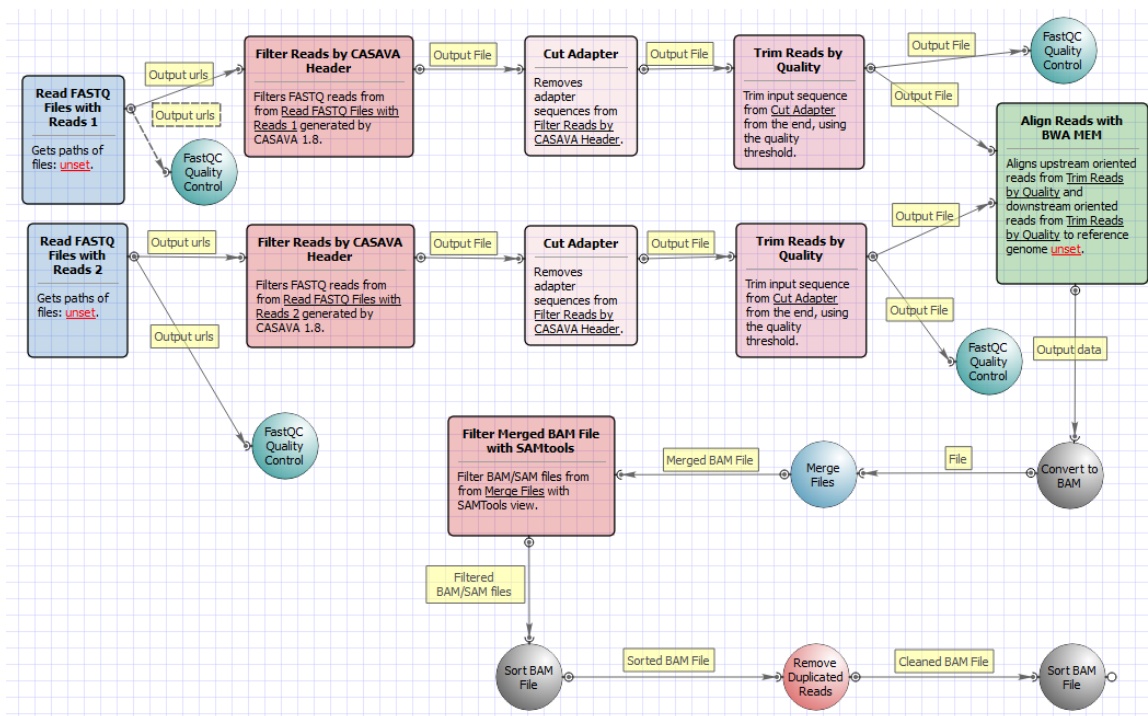 Read FASTQ
Files with
Reads 1
Gets paths of
files: unset.
Output urls
Output urls
FastQC
Quality
Control
Filter Reads by CASAVA
Header
Filters FASTQ reads from
from Read FASTQ Files with
Reads 1 generated by
CASAVA 1.8.
Output File
Cut Adapter
Removes
adapter
sequences from
Filter Reads by
CASAVA Header.
Output File
Trim Reads by
Quality
Trim input sequence
from Cut Adapter
from the end, using
the quality
threshold.
Output File
FastQC
Quality
Control
Output File
Align Reads with
BWA MEM
Aligns upstream oriented
reads from Trim Reads
by Quality and
downstream oriented
reads from Trim Reads
by Quality to reference
genome unset.
Read FASTQ
Files with
Reads 2
Gets paths of
files: unset.
Output urls
Output urls
FastQC
Quality
Control
Filter Reads by CASAVA
Header
Filters FASTQ reads from
from Read FASTQ Files with
Reads 2 generated by
CASAVA 1.8.
Output File
Cut Adapter
Removes
adapter
sequences from
Filter Reads by
CASAVA Header.
Output File
Trim Reads by
Quality
Trim input sequence
from Cut Adapter
from the end, using
the quality
threshold.
Output File
Output File
FastQC
Quality
Control
Output data
Convert to
BAM
File
Merge
Files
Merged BAM File
Filter Merged BAM File
with SAMtools
Filter BAM/SAM files from
from Merge Files with
SAMTools view.
Filtered
BAM/SAM files
Sort BAM
File
Sorted BAM File
Remove
Duplicated
Reads
Cleaned BAM File
Sort BAM
File